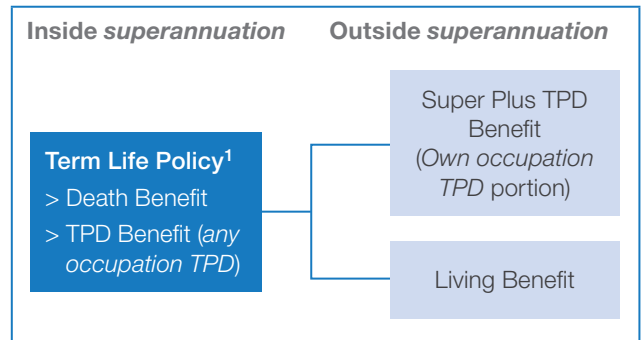 Inside superannuation
Outside superannuation
Term Life Policy¹
> Death Benefit
> TPD Benefit (any
occupation TPD)
Super Plus TPD
Benefit
(Own occupation
TPD portion)
Living Benefit